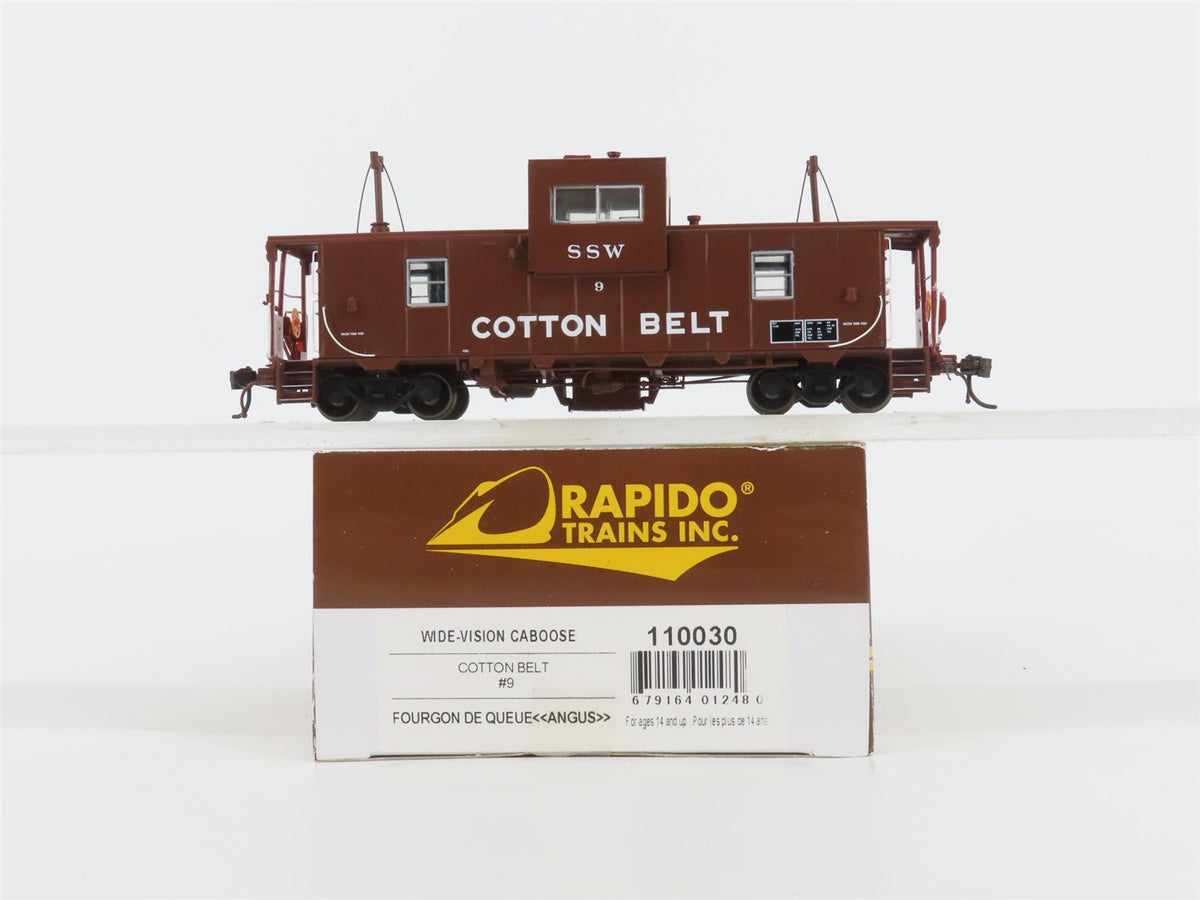 SSW
9
COTTON BELT
RAPIDO®
TRAINS INC.
WIDE-VISION CABOOSE
110030
COTTON BELT
#9
6 79164 01248 0
FOURGON DE QUEUE<<ANGUS>>
For ages 14 and up . Pour les plus de 14 ans